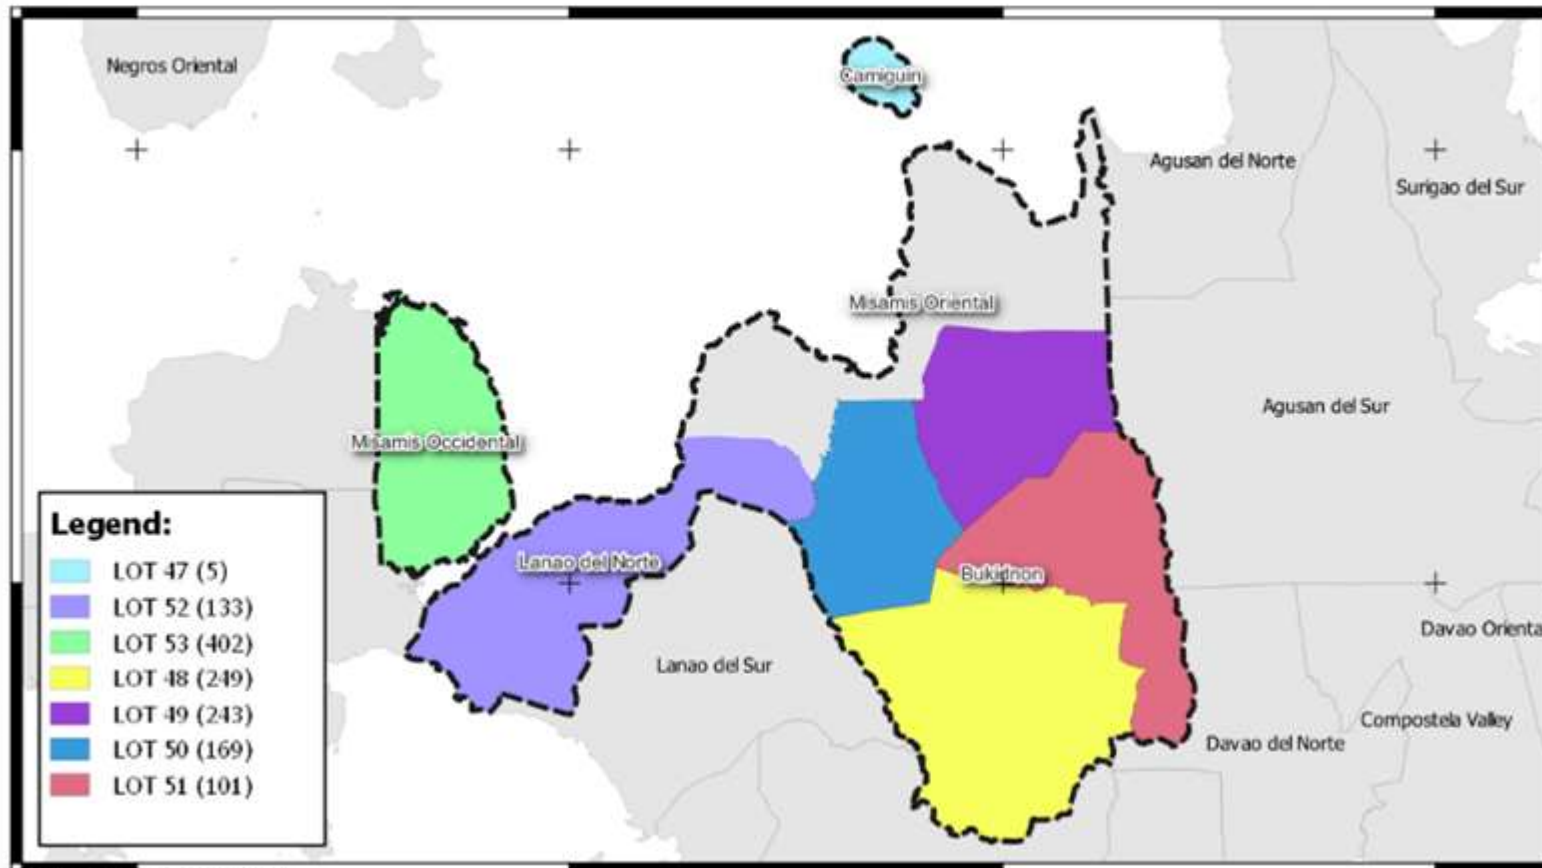 Negros Oriental
Camiguin
Agusan del Norte
Surigao del Sur
Misamis Oriental
Agusan del Sur
Misamis Occidental
Lanao del Norte
Bukidnon
Davao Orienta
Lanao del Sur
Compostela Valley
Davao del Norte
Legend:
LOT 47 (5)
LOT 52 (133)
LOT 53 (402)
LOT 48 (249)
LOT 49 (243)
LOT 50 (169)
LOT 51 (101)